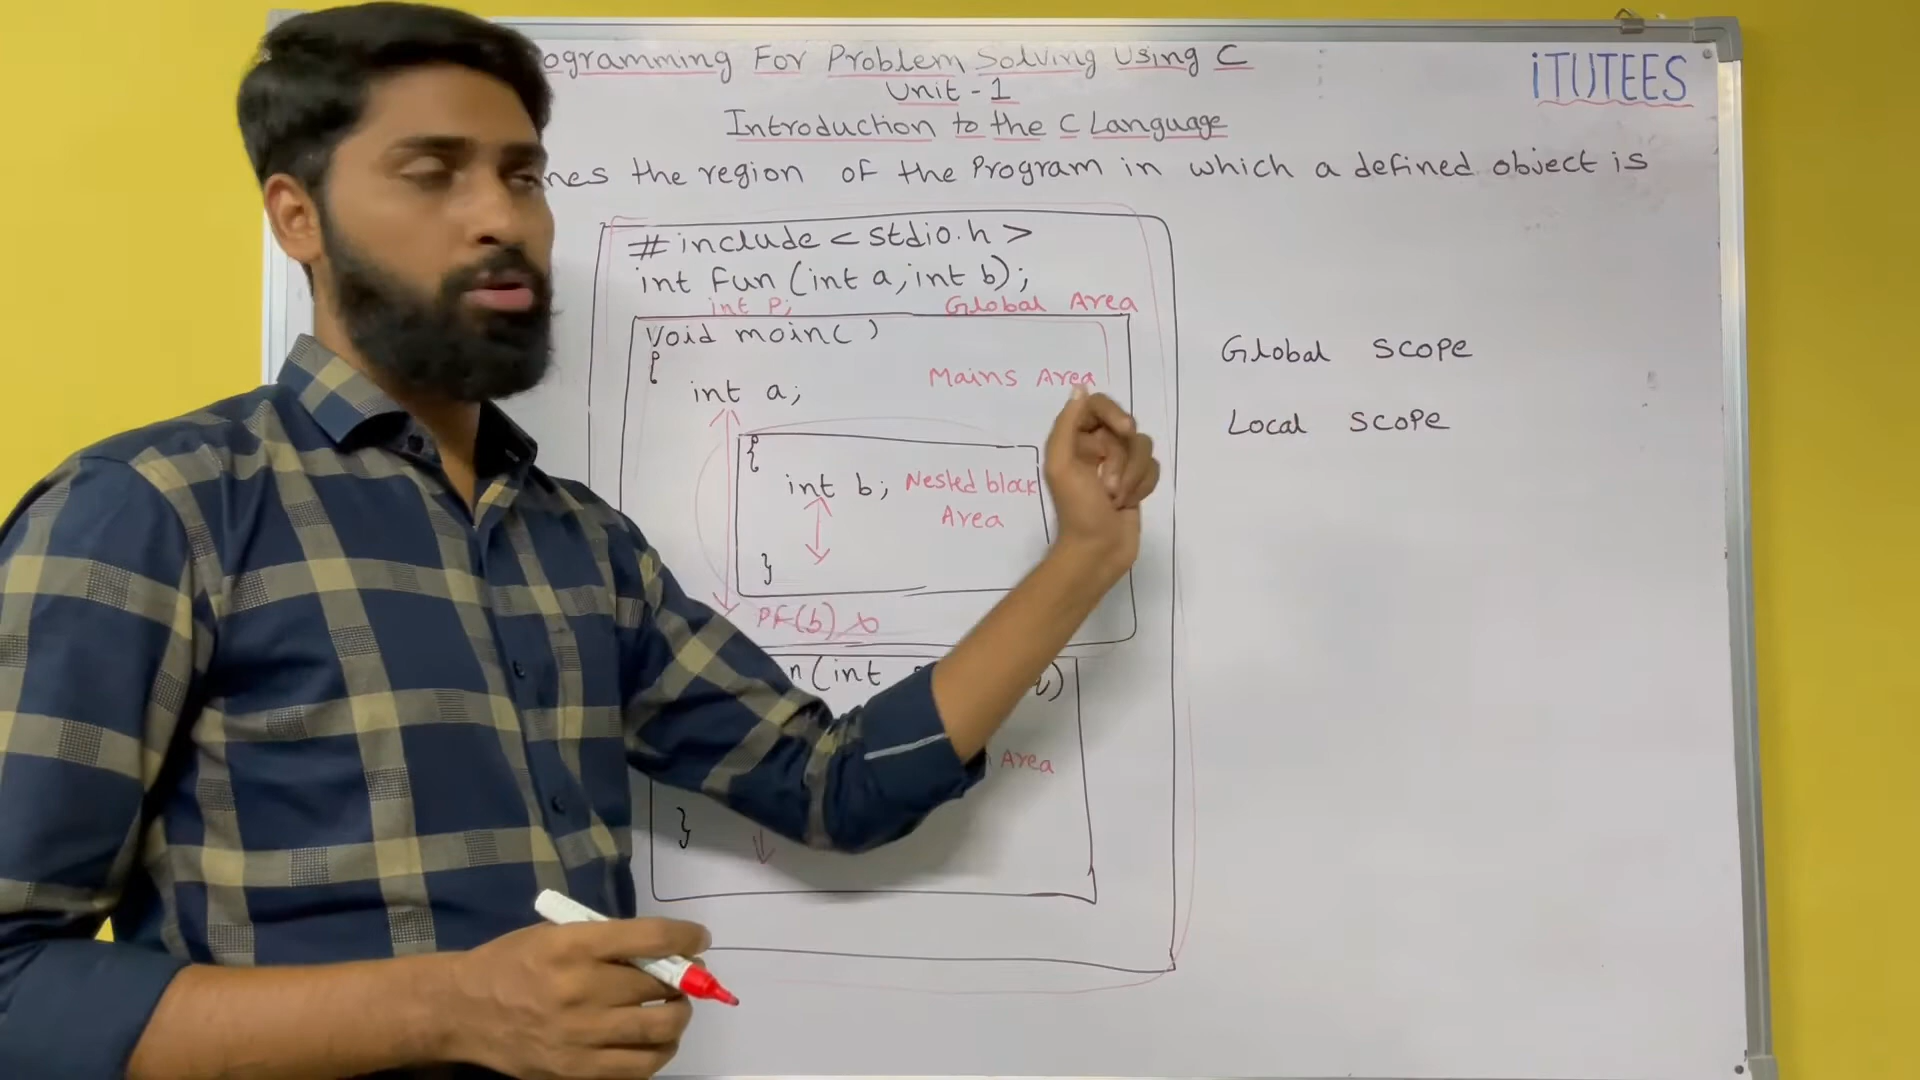 ogramming For Problem Solving Using C
iTUTEES
Unit - 1
Introduction to the C Language
nes the region of the Program in which a defined object is
#include < stdio.h >
int Fun (int a, int b);
int P;
Global Area
void main( )
{
int a;
Mains Area
{
int b;
Nested block
Area
}
PF(b)
n(int
)
Area
}
Global Scope
Local Scope